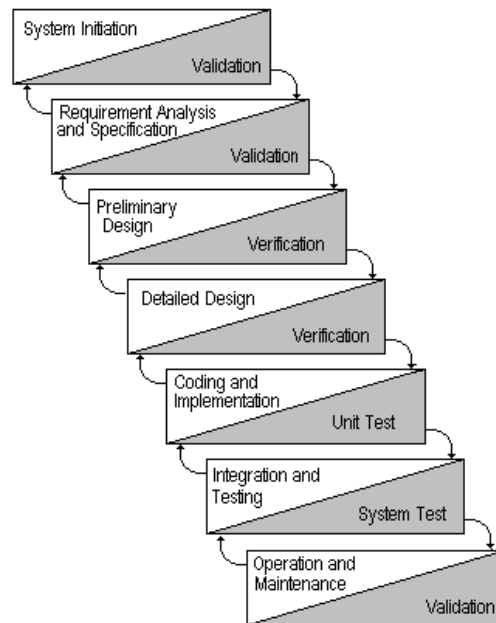 System Initiation
Validation
Requirement Analysis
and Specification
Validation
Preliminary
Design
Verification
Detailed Design
Verification
Coding and
Implementation
Unit Test
Integration and
Testing
System Test
Operation and
Maintenance
Validation